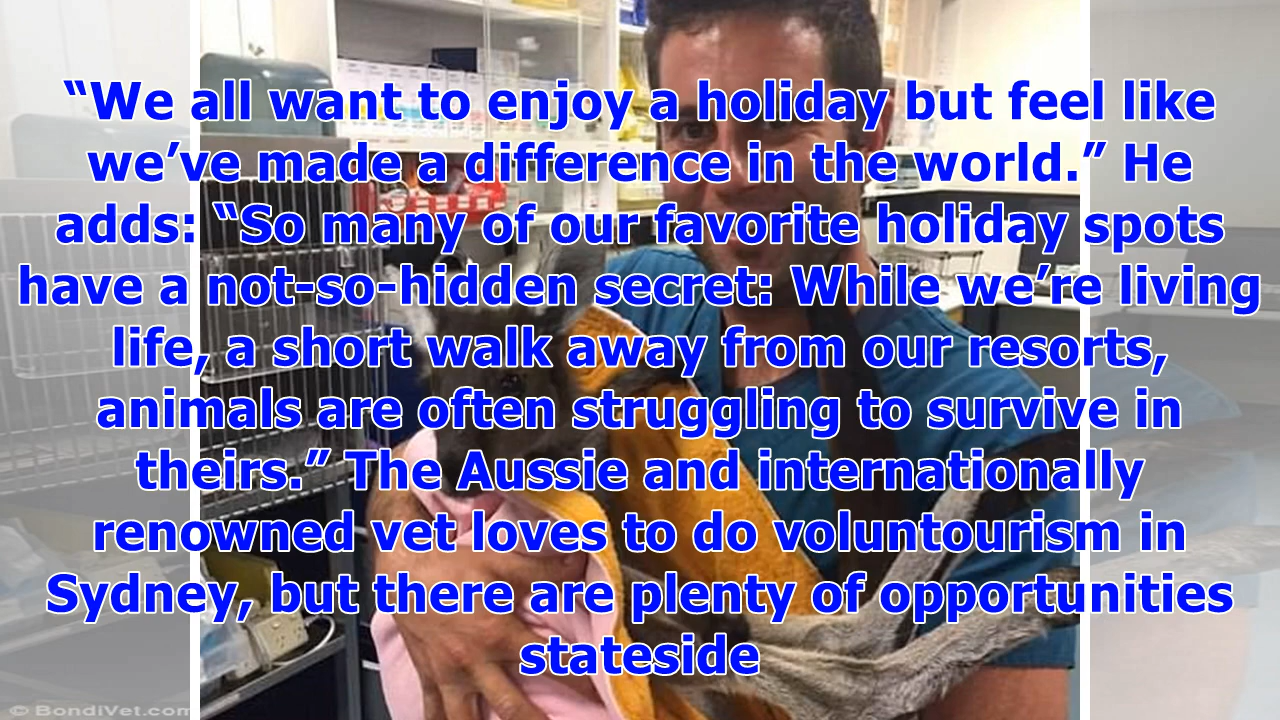 “We all want to enjoy a holiday but feel like
we’ve made a difference in the world.” He
adds: “So many of our favorite holiday spots
have a not-so-hidden secret: While we’re living
life, a short walk away from our resorts,
animals are often struggling to survive in
theirs.” The Aussie and internationally
renowned vet loves to do voluntourism in
Sydney, but there are plenty of opportunities
stateside
© BondiVet.com